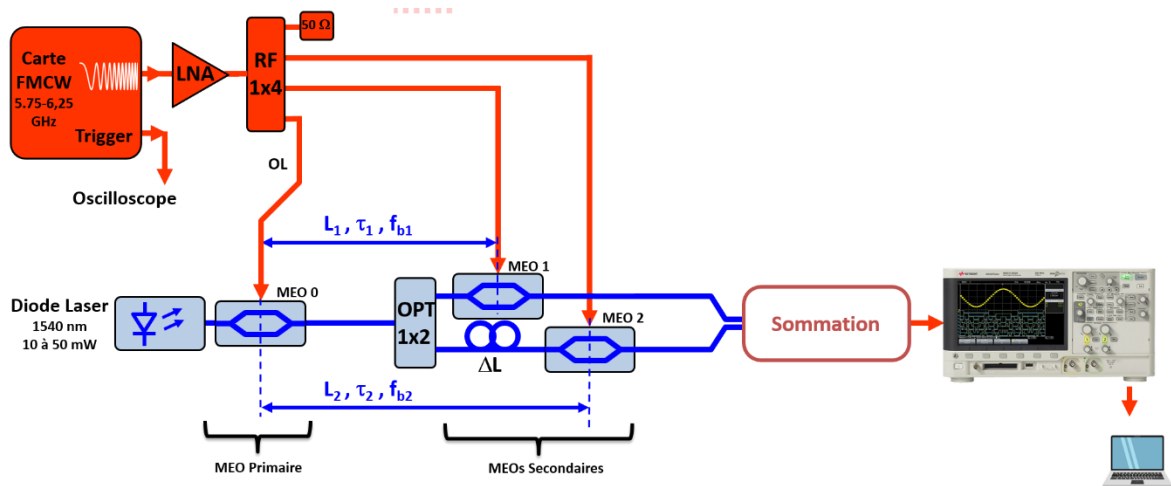 50 Ω
Carte
FMCW
5.75-6,25
GHz
Trigger
LNA
RF
1x4
OL
Oscilloscope
L1 , τ1 , fb1
MEO 1
MEO 0
Diode Laser
1540 nm
10 à 50 mW
OPT
1x2
MEO 2
ΔL
Sommation
L2 , τ2 , fb2
MEO Primaire
MEOs Secondaires